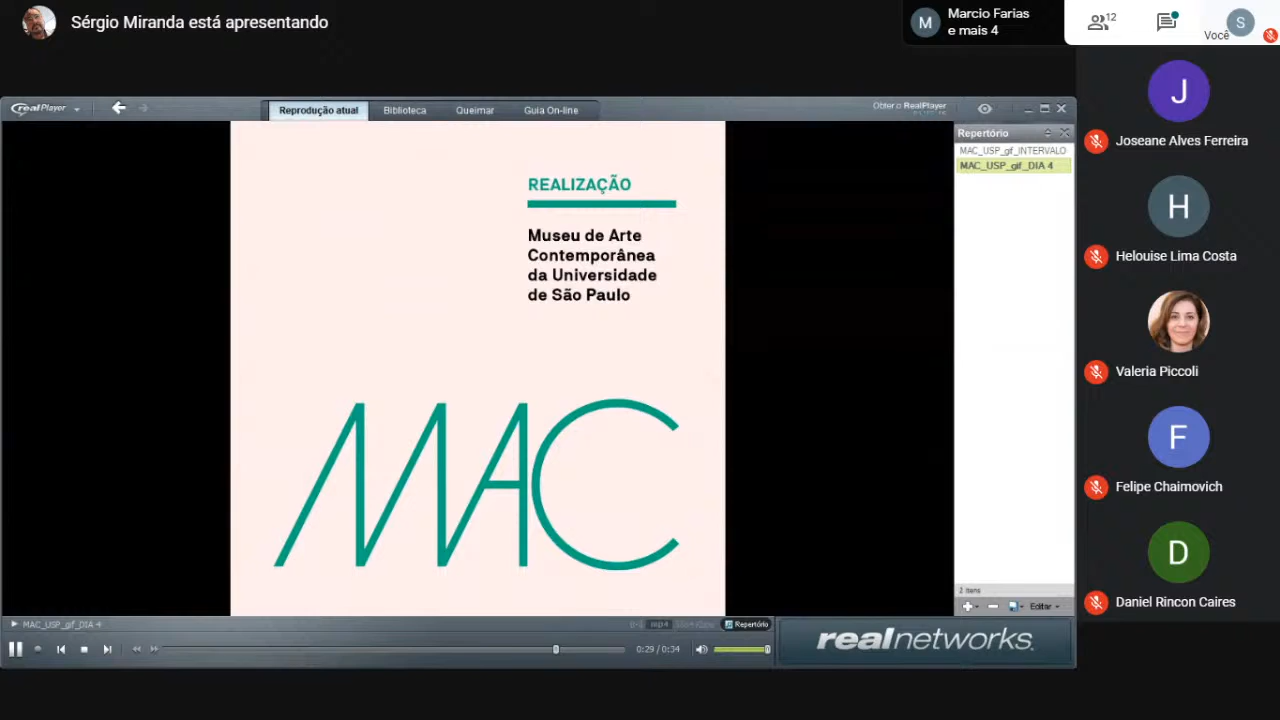 Sérgio Miranda está apresentando
M
Marcio Farias
e mais 4
12
S
Você
realPlayer
Reprodução atual
Biblioteca
Queimar
Guia On-line
Obter o RealPlayer
Repertório
MAC_USP_gf_INTERVALO
MAC_USP_gif_DIA 4
REALIZAÇÃO
Museu de Arte
Contemporânea
da Universidade
de São Paulo
MAC
J
Joseane Alves Ferreira
H
Helouise Lima Costa
Valeria Piccoli
F
Felipe Chaimovich
D
Daniel Rincon Caires
2 itens
Editar
MAC_USP_gif_DIA 4
mp4
Repertório
0:29 / 0:34
realnetworks.